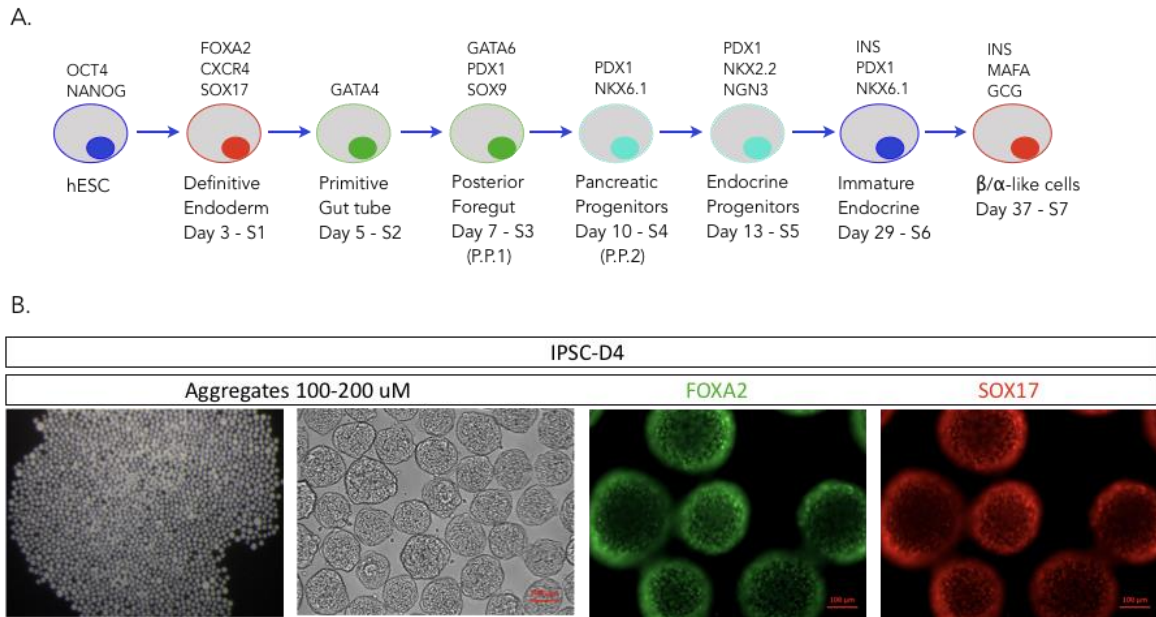 A.
OCT4
NANOG
hESC
FOXA2
CXCR4
SOX17
Definitive
Endoderm
Day 3 - S1
GATA4
Primitive
Gut tube
Day 5 - S2
GATA6
PDX1
SOX9
Posterior
Foregut
Day 7 - S3
(P.P.1)
PDX1
NKX6.1
Pancreatic
Progenitors
Day 10 - S4
(P.P.2)
PDX1
NKX2.2
NGN3
Endocrine
Progenitors
Day 13 - S5
INS
PDX1
NKX6.1
Immature
Endocrine
Day 29 - S6
INS
MAFA
GCG
β/α-like cells
Day 37 - S7
B.
IPSC-D4
Aggregates 100-200 uM
FOXA2
SOX17
100 µm
100 µm